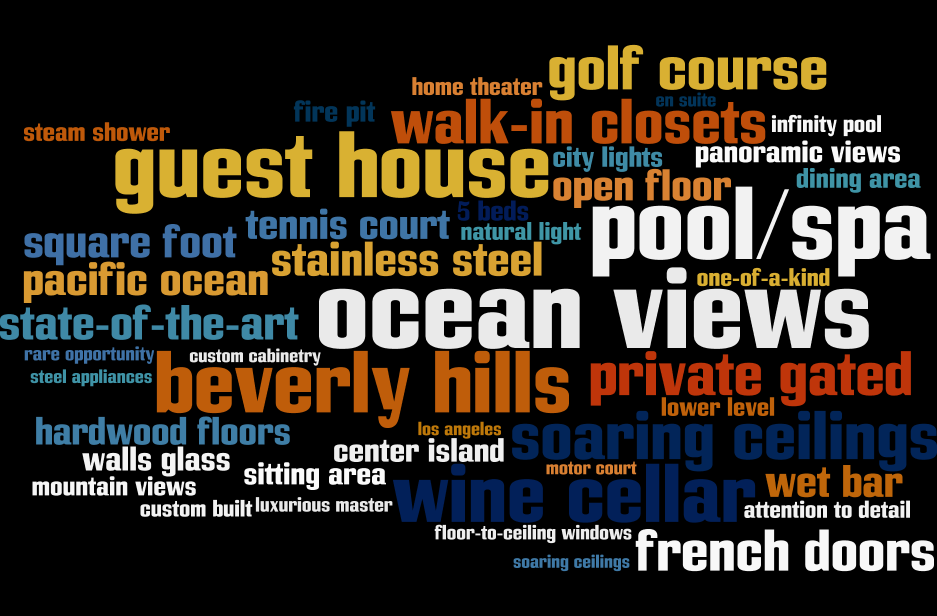 golf course
home theater
en suite
fire pit
walk-in closets
infinity pool
steam shower
guest house
city lights
panoramic views
open floor
dining area
5 beds
pool/spa
tennis court
natural light
square foot
stainless steel
pacific ocean
one-of-a-kind
ocean views
state-of-the-art
rare opportunity
custom cabinetry
beverly hills
private gated
steel appliances
lower level
hardwood floors
los angeles
soaring ceilings
center island
walls glass
sitting area
motor court
mountain views
wine cellar
wet bar
custom built
luxurious master
attention to detail
floor-to-ceiling windows
french doors
soaring ceilings